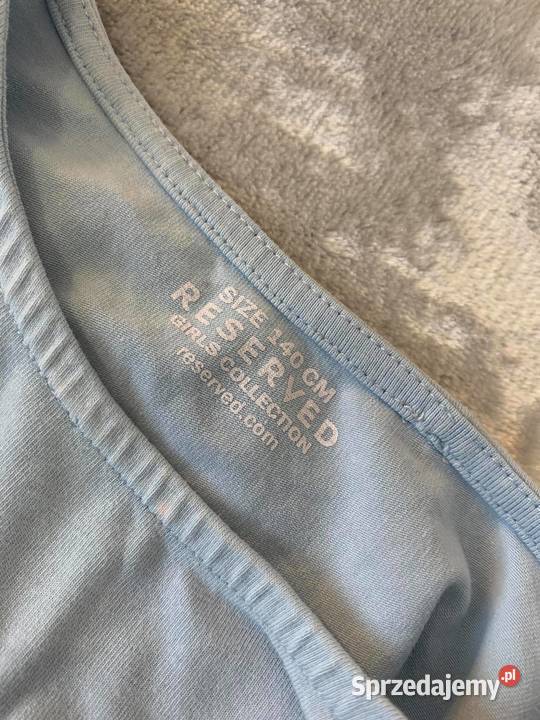 SIZE 140 CM
RESERVED
GIRLS COLLECTION
reserved.com
Sprzedajemy.pl